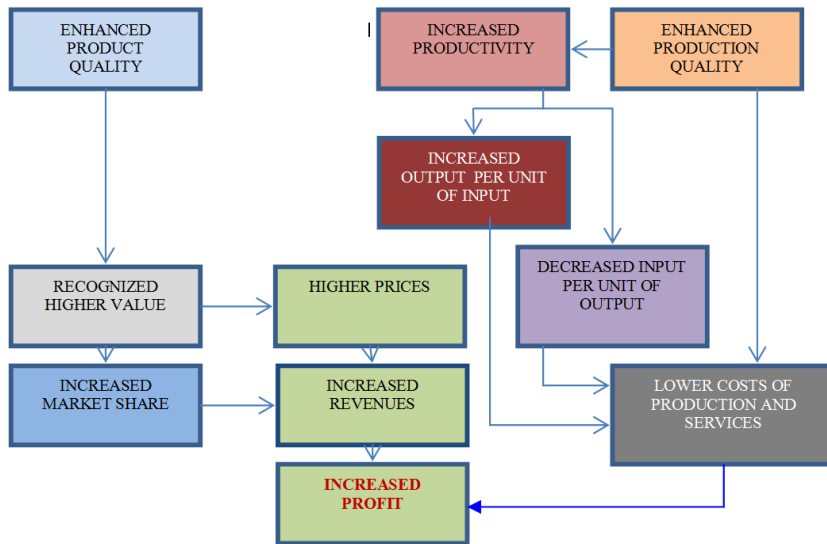 ENHANCED
PRODUCT
QUALITY
INCREASED
PRODUCTIVITY
ENHANCED
PRODUCTION
QUALITY
INCREASED
OUTPUT PER UNIT
OF INPUT
RECOGNIZED
HIGHER VALUE
HIGHER PRICES
DECREASED INPUT
PER UNIT OF
OUTPUT
INCREASED
MARKET SHARE
INCREASED
REVENUES
LOWER COSTS OF
PRODUCTION AND
SERVICES
INCREASED
PROFIT